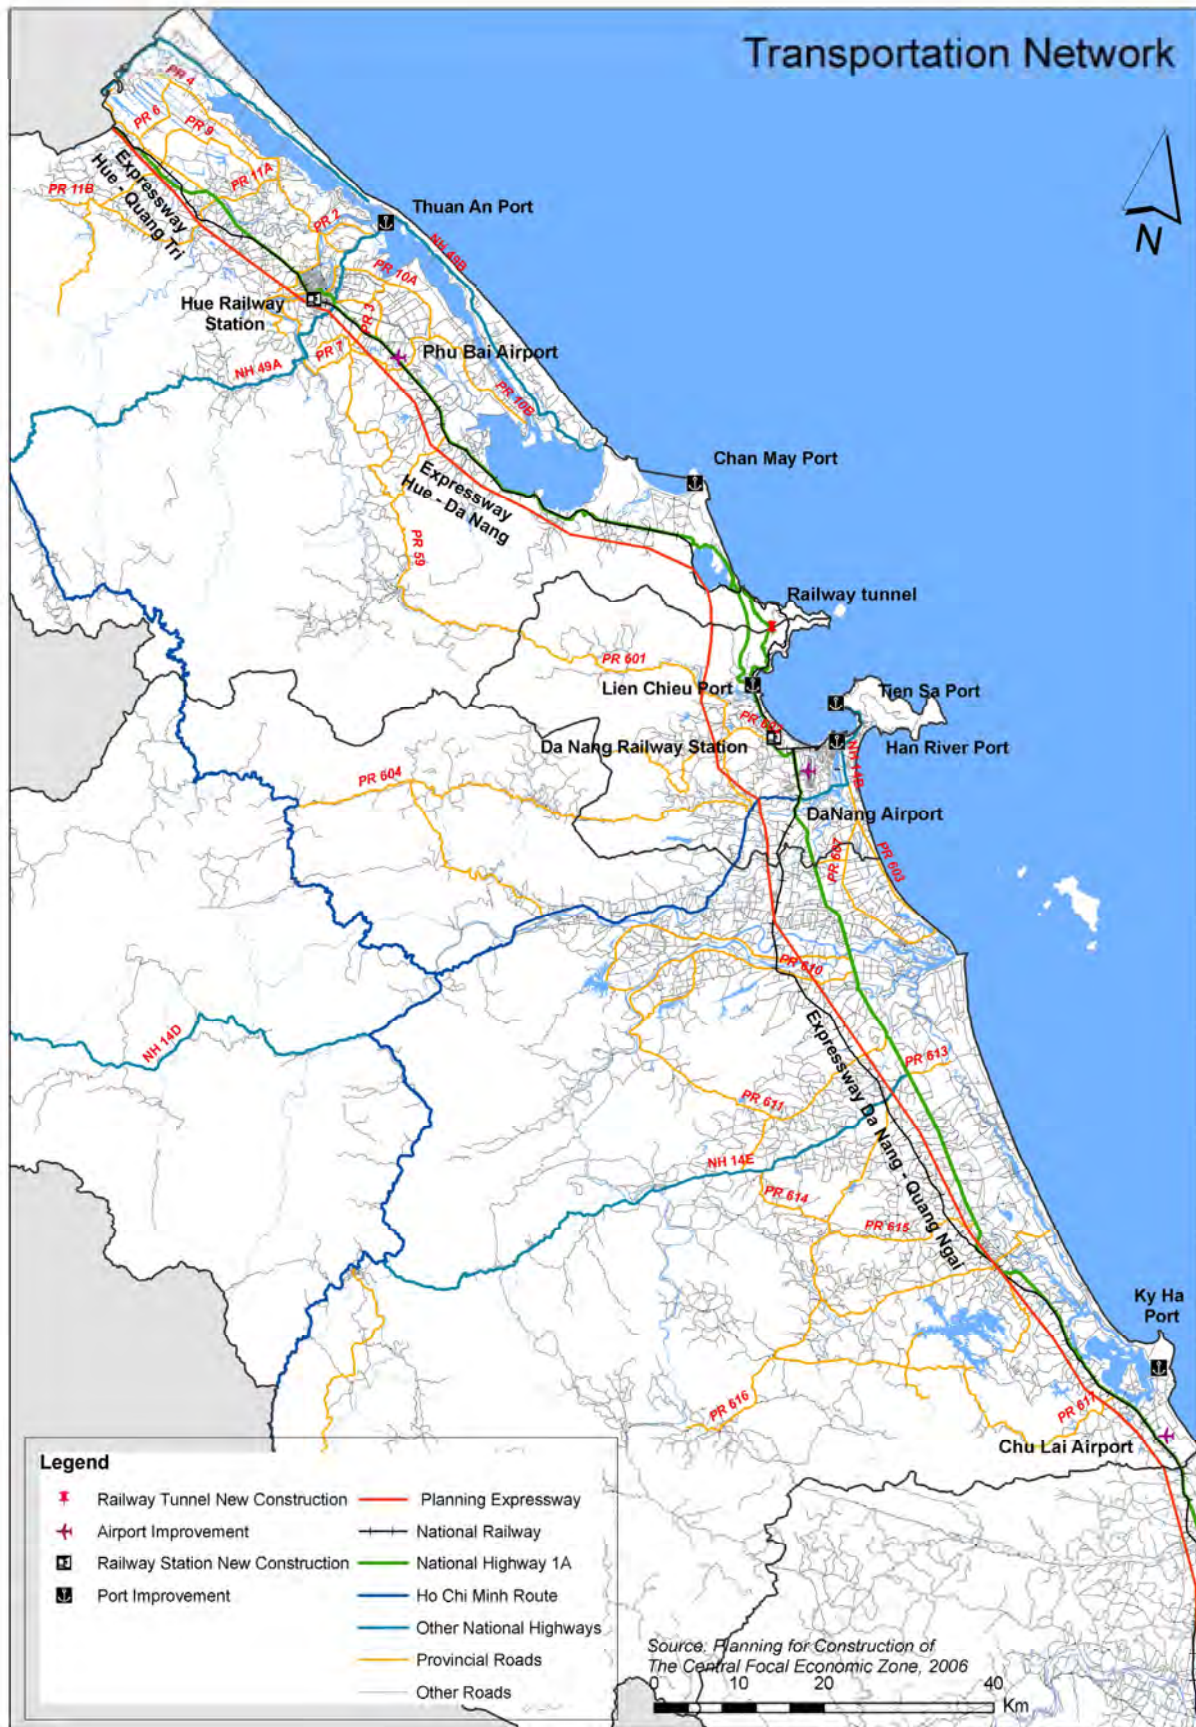 Transportation Network
PR 4
PR 6
PR 9
PR 11A
PR 11B
Expressway
Hue - Quang Tri
PR 2
Thuan An Port
NH 49B
PR 10A
Hue Railway
Station
PR 3
PR 7
Phu Bai Airport
NH 49A
PR 10B
N
Chan May Port
Expressway
Hue - Da Nang
PR 59
Railway tunnel
PR 601
Lien Chieu Port
Tien Sa Port
Da Nang Railway Station
Han River Port
NH 14B
PR 604
DaNang Airport
PR 607
PR 603
PR 610
NH 14D
Expressway Da Nang - Quang Ngai
PR 613
PR 611
NH 14E
PR 614
PR 615
Ky Ha
Port
PR 616
PR 617
Chu Lai Airport
Legend
Railway Tunnel New Construction
Airport Improvement
Railway Station New Construction
Port Improvement
Planning Expressway
National Railway
National Highway 1A
Ho Chi Minh Route
Other National Highways
Provincial Roads
Other Roads
Source: Planning for Construction of
The Central Focal Economic Zone, 2006
0 10 20 40
Km